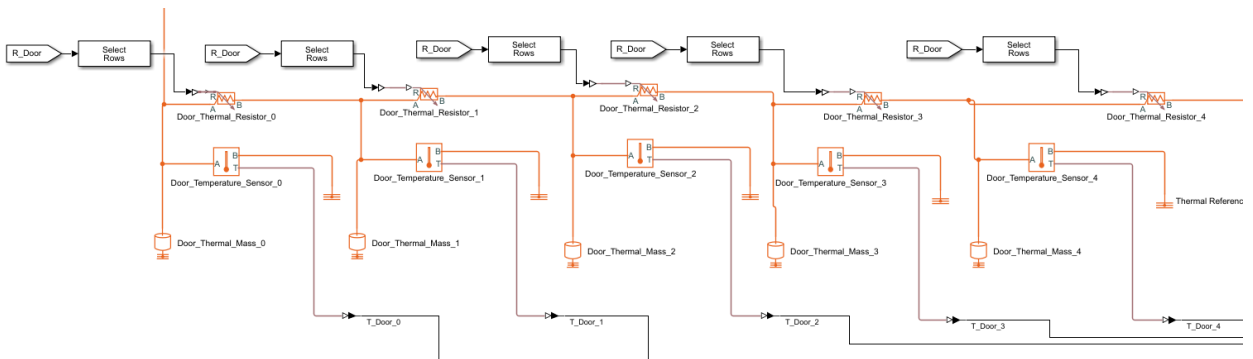 R_Door
Select
Rows
R_Door
Select
Rows
R_Door
Select
Rows
R_Door
Select
Rows
R_Door
Select
Rows
R
A
B
Door_Thermal_Resistor_0
R
A
B
Door_Thermal_Resistor_1
R
A
B
Door_Thermal_Resistor_2
R
A
B
Door_Thermal_Resistor_3
R
A
B
Door_Thermal_Resistor_4
A
B
T
Door_Temperature_Sensor_0
A
B
T
Door_Temperature_Sensor_1
A
B
T
Door_Temperature_Sensor_2
A
B
T
Door_Temperature_Sensor_3
A
B
T
Door_Temperature_Sensor_4
Thermal Referenc
Door_Thermal_Mass_0
Door_Thermal_Mass_1
Door_Thermal_Mass_2
Door_Thermal_Mass_3
Door_Thermal_Mass_4
T_Door_0
T_Door_1
T_Door_2
T_Door_3
T_Door_4